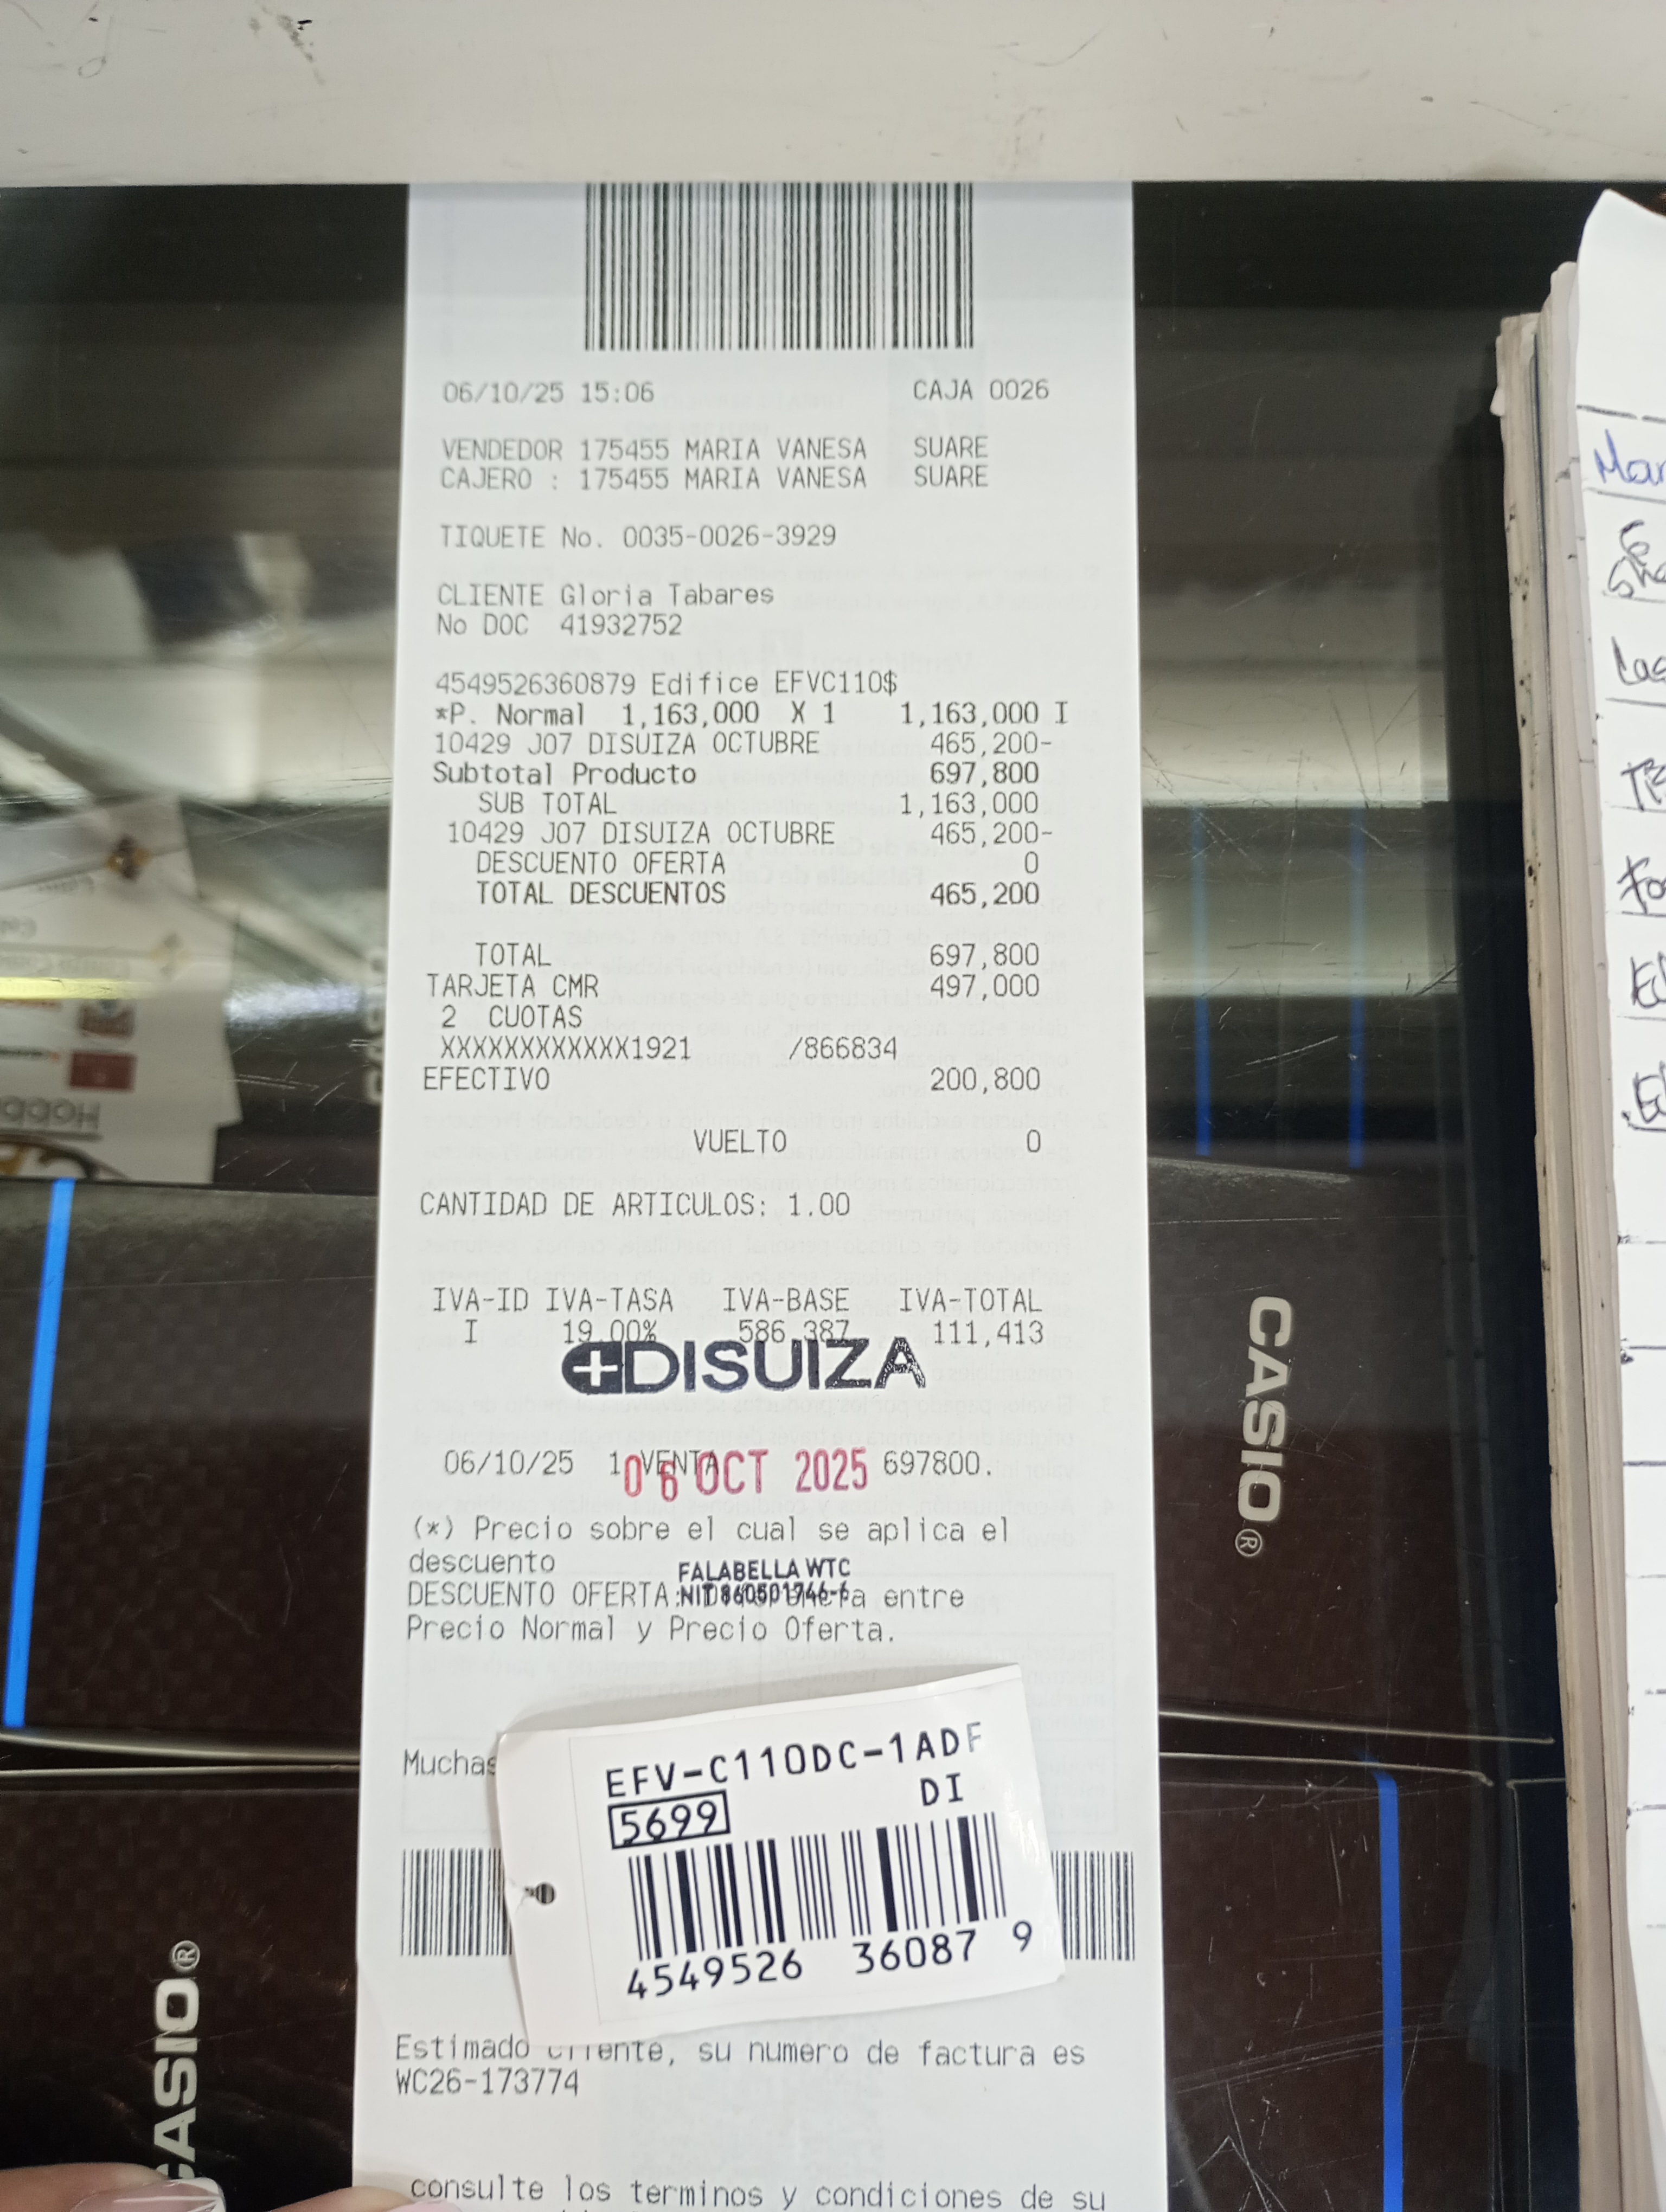 06/10/25 15:06 CAJA 0026
VENDEDOR 175455 MARIA VANESA SUARE
CAJERO : 175455 MARIA VANESA SUARE
TIQUETE No. 0035-0026-3929
CLIENTE Gloria Tabares
No DOC 41932752
4549526360879 Edifice EFVC110$
*P. Normal 1,163,000 X 1 1,163,000 I
10429 J07 DISUIZA OCTUBRE 465,200-
Subtotal Producto 697,800
SUB TOTAL 1,163,000
10429 J07 DISUIZA OCTUBRE 465,200-
DESCUENTO OFERTA 0
TOTAL DESCUENTOS 465,200
TOTAL 697,800
TARJETA CMR 497,000
2 CUOTAS
XXXXXXXXXXXX1921 /866834
EFECTIVO 200,800
VUELTO 0
CANTIDAD DE ARTICULOS: 1.00
IVA-ID IVA-TASA IVA-BASE IVA-TOTAL
I 19.00% 586,387 111,413
DISUIZA
06/10/25 1 VENTA 697800.
06 OCT 2025
(*) Precio sobre el cual se aplica el
descuento
FALABELLA WTC
NIT 860501746-6
DESCUENTO OFERTA: entre
Precio Normal y Precio Oferta.
Muchas
EFV-C110DC-1ADF
DI
5699
4549526 36087 9
Estimado cliente, su numero de factura es
WC26-173774
consulte los terminos y condiciones de su
CASIO®
CASIO®